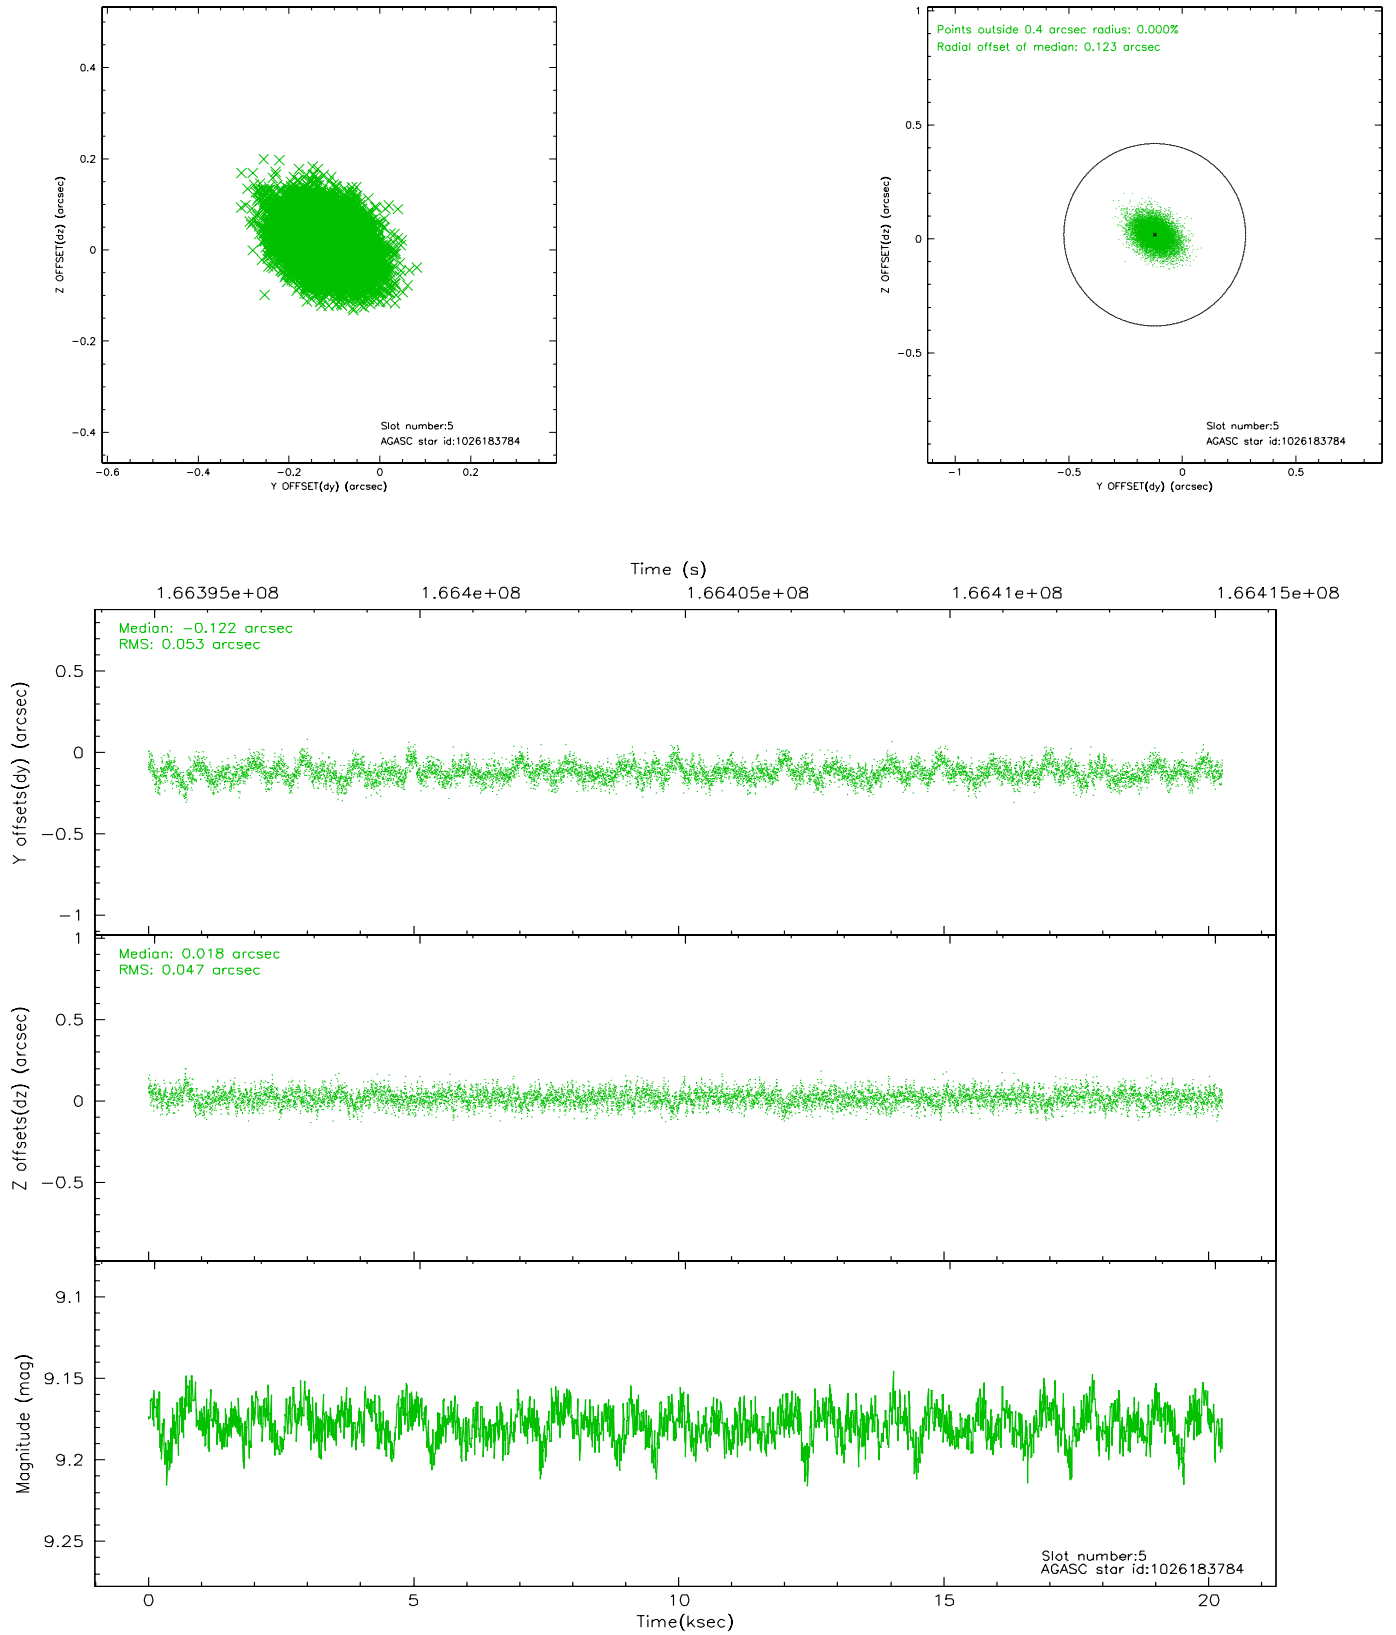 0.4
0.2
0
−0.2
−0.4
Z OFFSET(dz) (arcsec)
−0.6
−0.4
−0.2
0
0.2
Y OFFSET(dy) (arcsec)
Slot number:5
AGASC star id:1026183784
Points outside 0.4 arcsec radius: 0.000%
Radial offset of median: 0.123 arcsec
1
0.5
0
−0.5
Z OFFSET(dz) (arcsec)
−1
−0.5
0
0.5
Y OFFSET(dy) (arcsec)
Slot number:5
AGASC star id:1026183784
Time (s)
1.66395e+08
1.664e+08
1.66405e+08
1.6641e+08
1.66415e+08
Median: −0.122 arcsec
RMS: 0.053 arcsec
0.5
0
−0.5
−1
Y offsets(dy) (arcsec)
Median: 0.018 arcsec
RMS: 0.047 arcsec
1
0.5
0
−0.5
Z offsets(dz) (arcsec)
9.1
9.15
9.2
9.25
Magnitude (mag)
Slot number:5
AGASC star id:1026183784
0
5
10
15
20
Time(ksec)